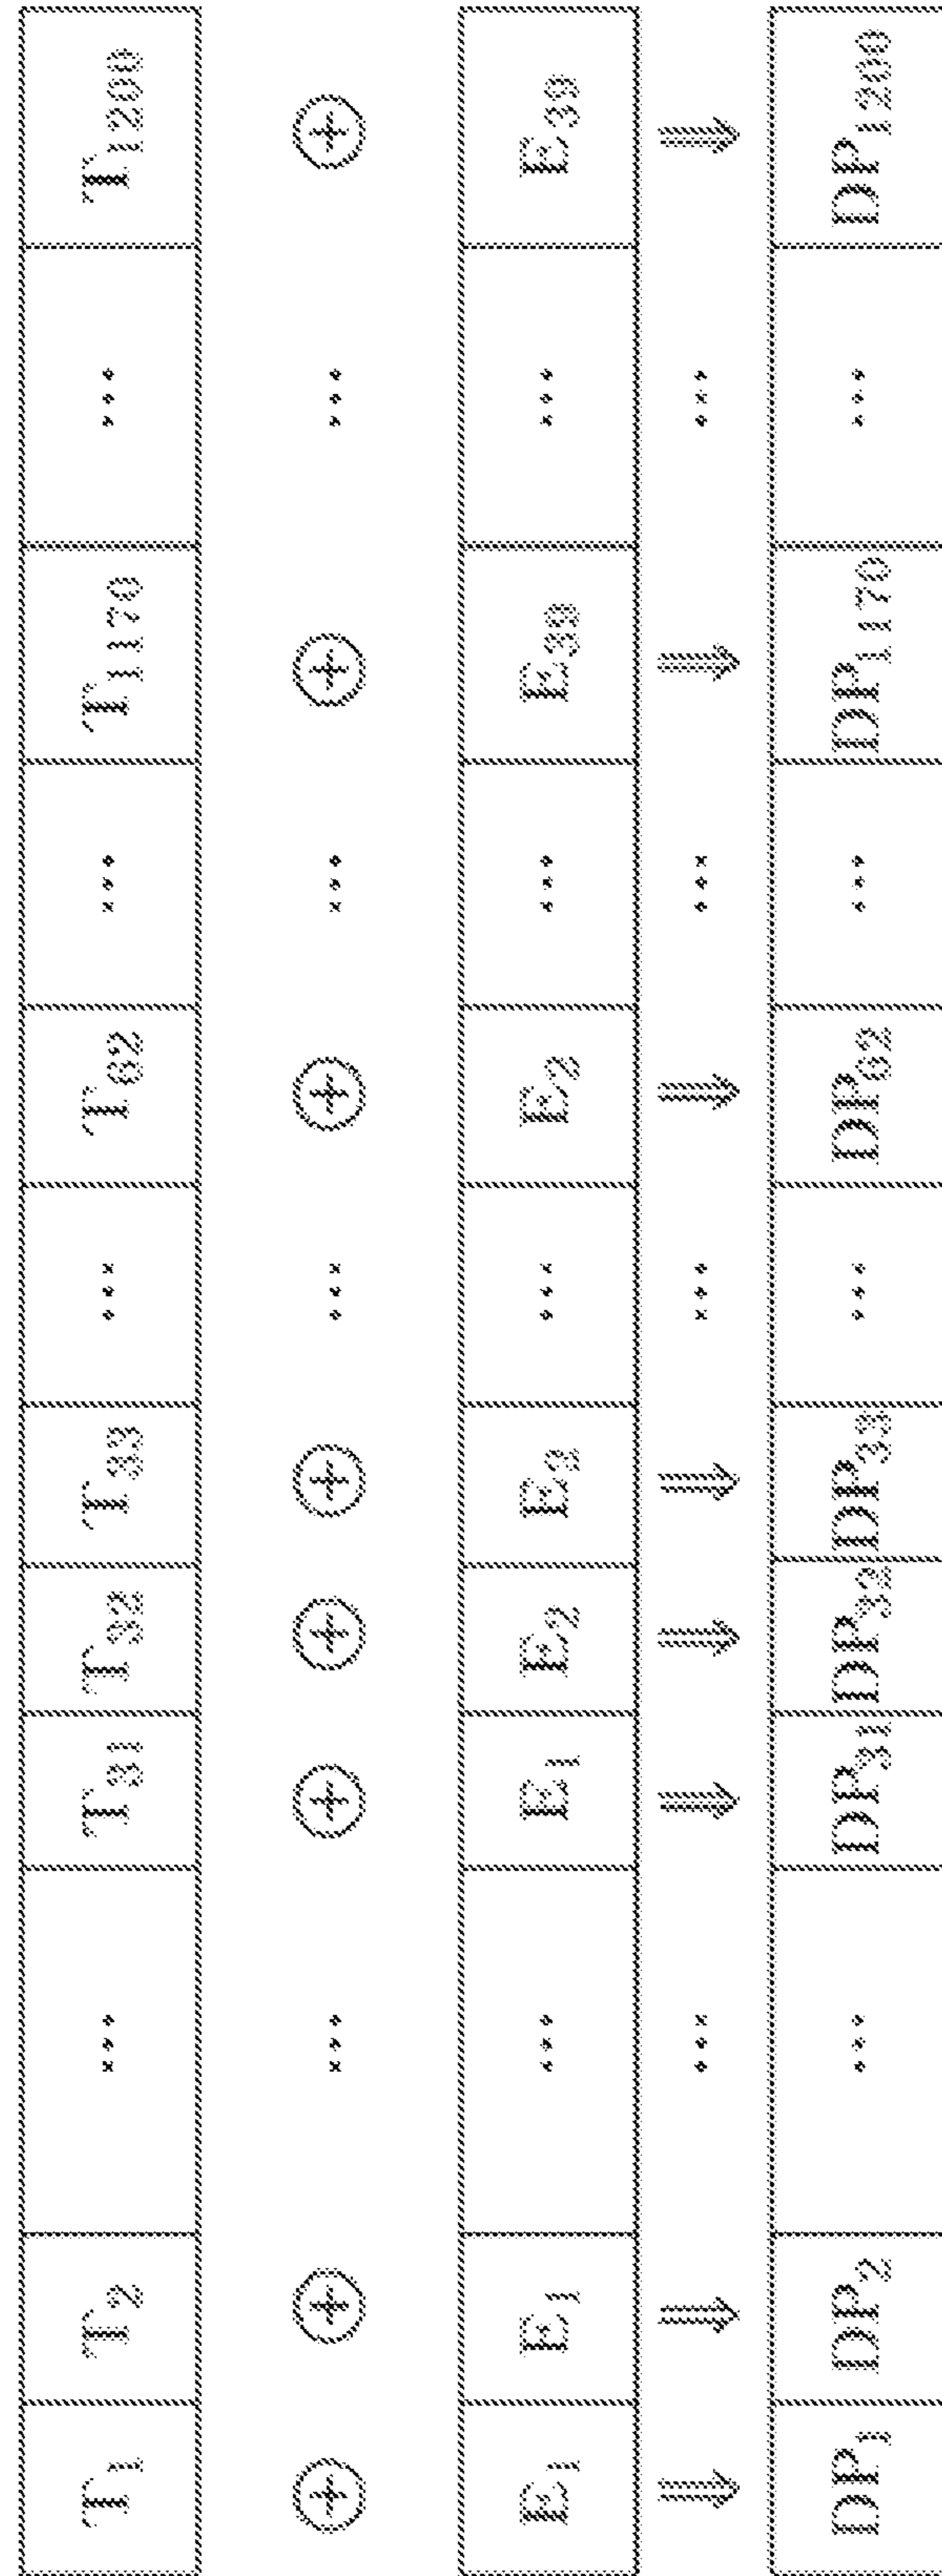 T₁ T₂ ... T₃₁ T₃₂ T₃₃ ... T₆₂ ... T₁₁₇₀ ... T₁₂₀₀
⊕ ⊕ ... ⊕ ⊕ ⊕ ... ⊕ ... ⊕ ... ⊕
E₁ E₁ ... E₁ E₂ E₃ ... E₂ ... E₃₉ ... E₃₉
⇓ ⇓ ... ⇓ ⇓ ⇓ ... ⇓ ... ⇓ ... ⇓
DP₁ DP₂ ... DP₃₁ DP₃₂ DP₃₃ ... DP₆₂ ... DP₁₁₇₀ ... DP₁₂₀₀